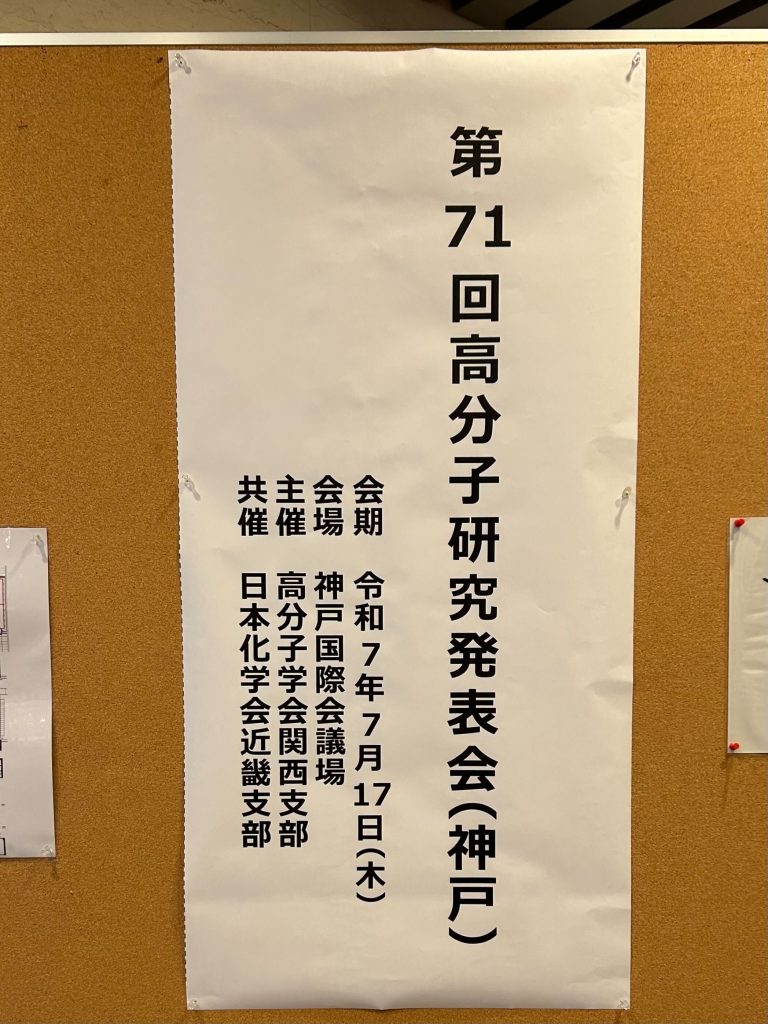 第71回高分子研究発表会(神戸)
会期 令和7年7月17日(木)
会場 神戸国際会議場
主催 高分子学会関西支部
共催 日本化学会近畿支部